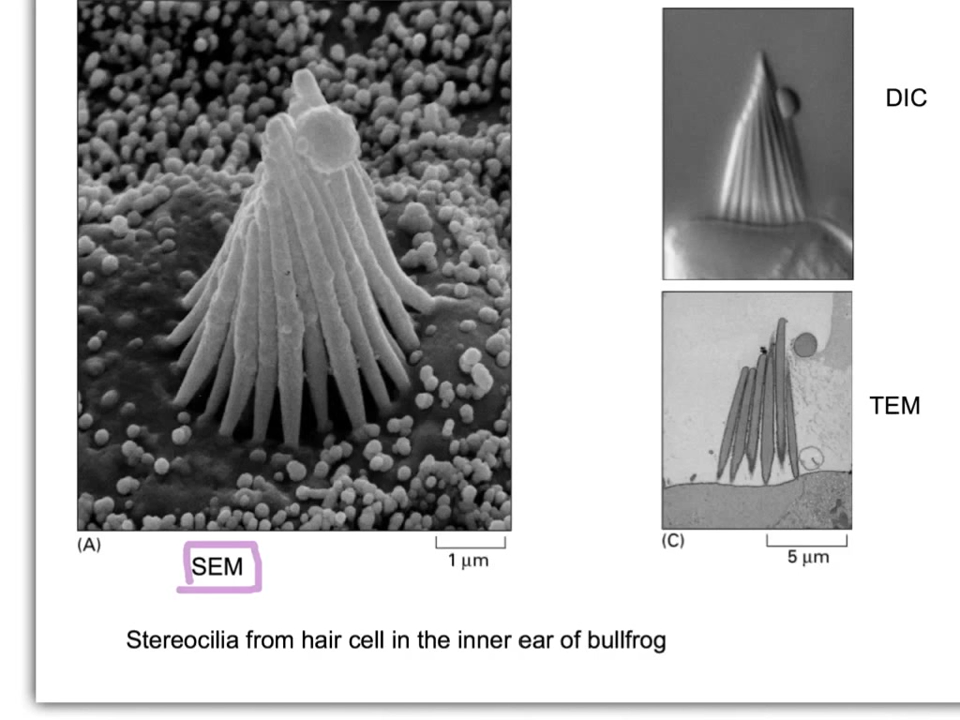 DIC
TEM
(A)
SEM
1 μm
(C)
5 μm
Stereocilia from hair cell in the inner ear of bullfrog